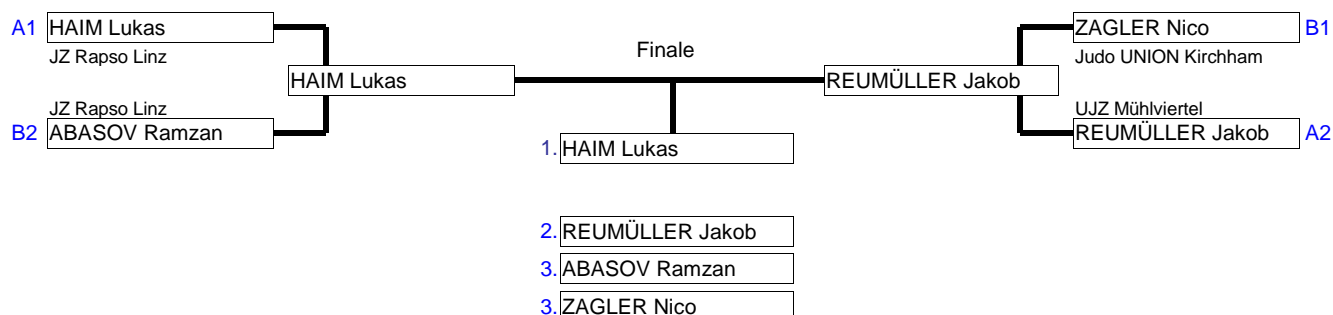 A1 HAIM Lukas
JZ Rapso Linz
HAIM Lukas
JZ Rapso Linz
B2 ABASOV Ramzan
Finale
ZAGLER Nico B1
Judo UNION Kirchham
REUMÜLLER Jakob
UJZ Mühlviertel
REUMÜLLER Jakob A2
1. HAIM Lukas
2. REUMÜLLER Jakob
3. ABASOV Ramzan
3. ZAGLER Nico